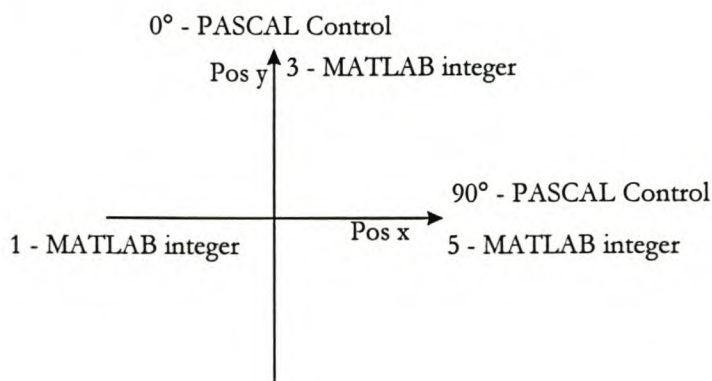 0° - PASCAL Control
Pos y 3 - MATLAB integer
90° - PASCAL Control
Pos x
1 - MATLAB integer
5 - MATLAB integer